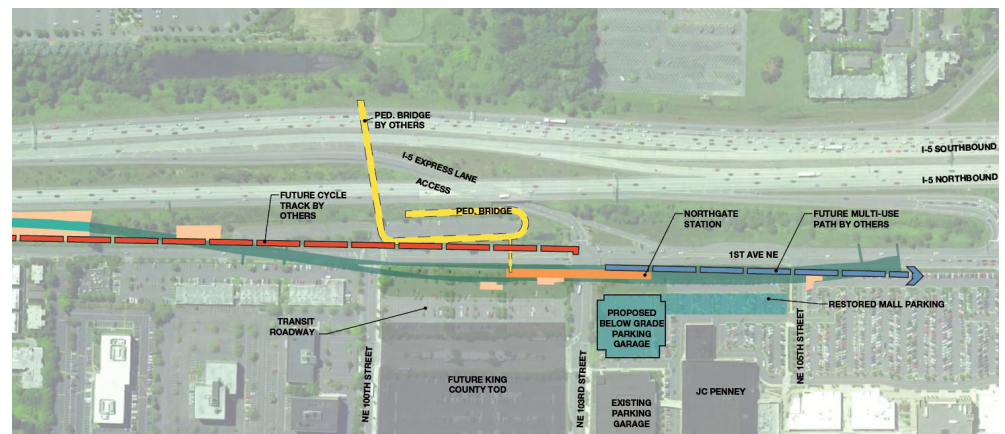 PED. BRIDGE
BY OTHERS
I-5 SOUTHBOUND
I-5 EXPRESS LANE
ACCESS
I-5 NORTHBOUND
FUTURE CYCLE
TRACK BY
OTHERS
PED. BRIDGE
NORTHGATE
STATION
FUTURE MULTI-USE
PATH BY OTHERS
1ST AVE NE
RESTORED MALL PARKING
TRANSIT
ROADWAY
PROPOSED
BELOW GRADE
PARKING
GARAGE
NE 100TH STREET
NE 103RD STREET
NE 105TH STREET
FUTURE KING
COUNTY TOD
JC PENNEY
EXISTING
PARKING
GARAGE